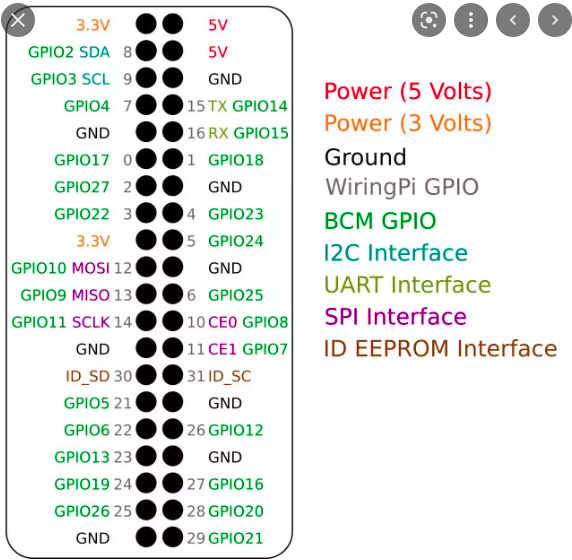 3.3V 5V
GPIO2 SDA 8 5V
GPIO3 SCL 9 GND
GPIO4 7 15 TX GPIO14
GND 16 RX GPIO15
GPIO17 0 1 GPIO18
GPIO27 2 GND
GPIO22 3 4 GPIO23
3.3V 5 GPIO24
GPIO10 MOSI 12 GND
GPIO9 MISO 13 6 GPIO25
GPIO11 SCLK 14 10 CE0 GPIO8
GND 11 CE1 GPIO7
ID_SD 30 31 ID_SC
GPIO5 21 GND
GPIO6 22 26 GPIO12
GPIO13 23 GND
GPIO19 24 27 GPIO16
GPIO26 25 28 GPIO20
GND 29 GPIO21
Power (5 Volts)
Power (3 Volts)
Ground
WiringPi GPIO
BCM GPIO
I2C Interface
UART Interface
SPI Interface
ID EEPROM Interface